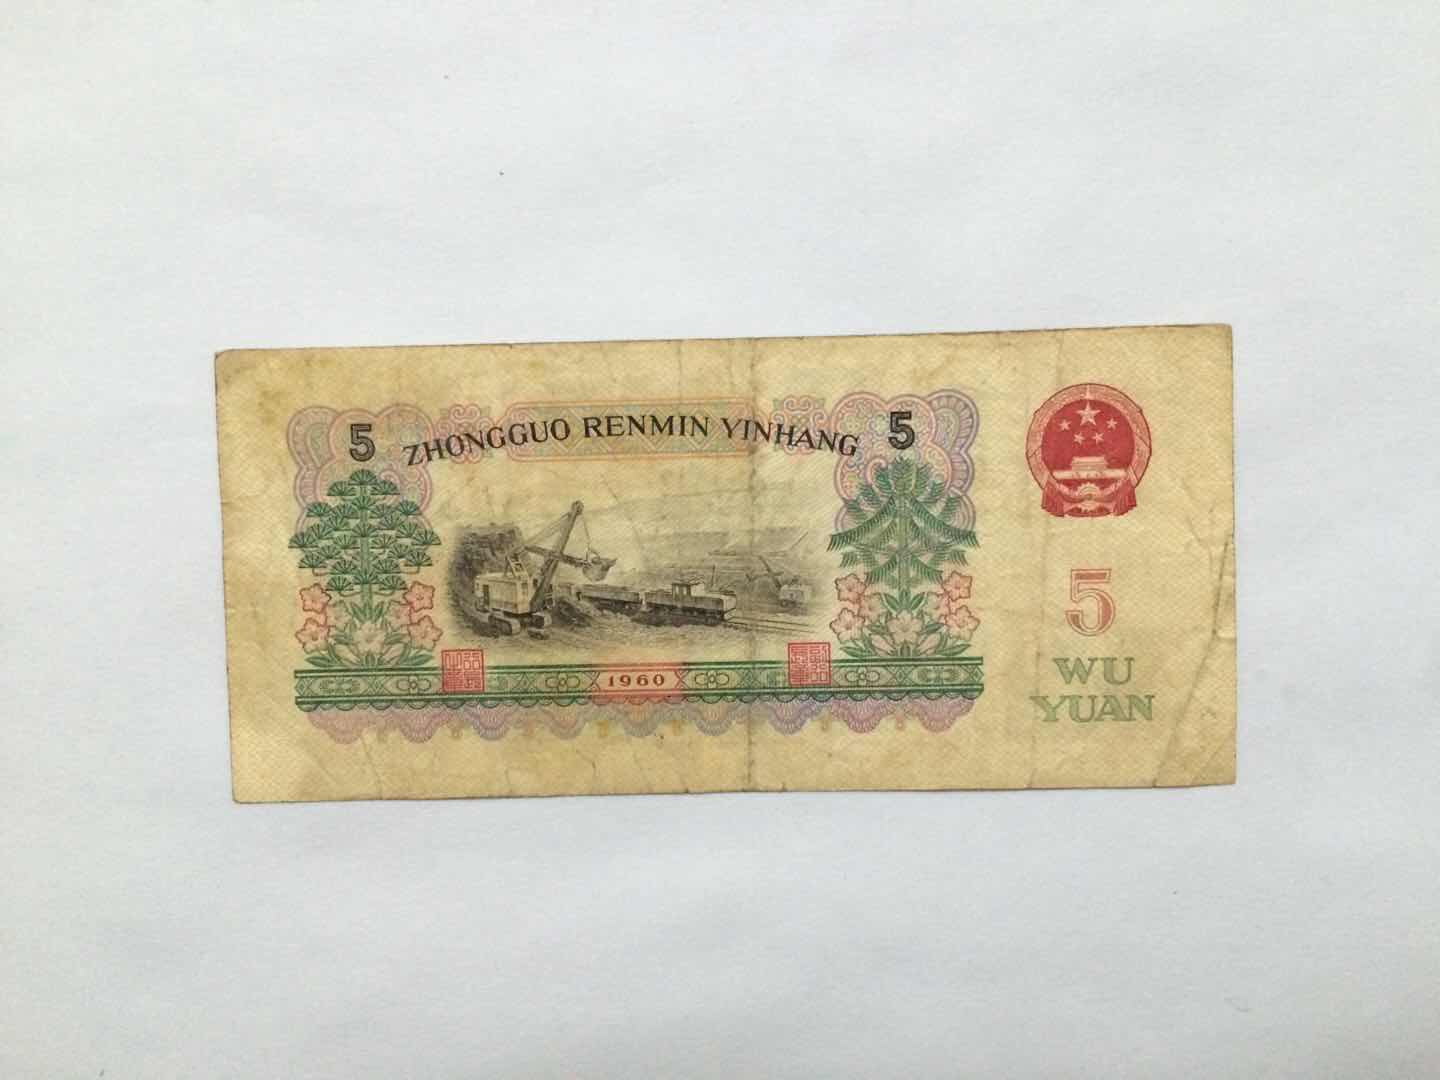 5 ZHONGGUO RENMIN YINHANG 5
5
WU
YUAN
1960